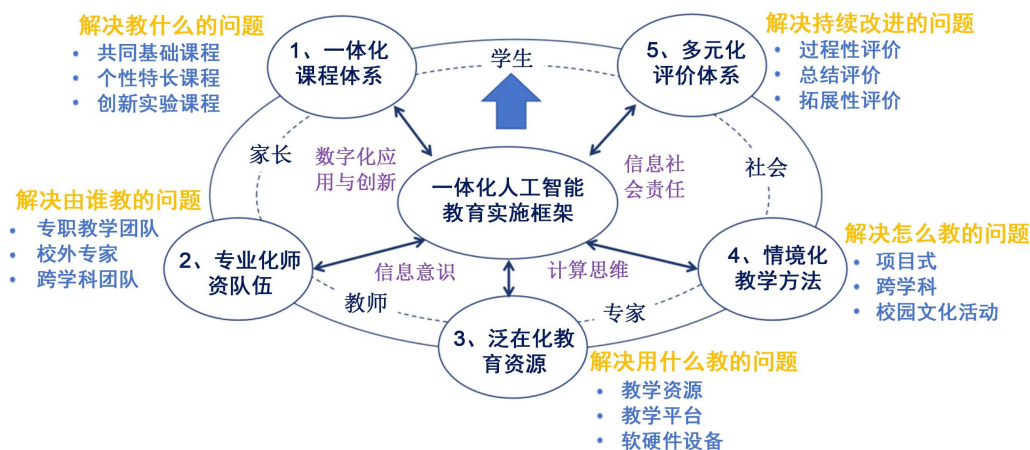 解决教什么的问题
• 共同基础课程
• 个性特长课程
• 创新实验课程
1、一体化
课程体系
学生
5、多元化
评价体系
解决持续改进的问题
• 过程性评价
• 总结评价
• 拓展性评价
家长
数字化应
用与创新
一体化人工智能
教育实施框架
信息社
会责任
社会
解决由谁教的问题
• 专职教学团队
• 校外专家
• 跨学科团队
2、专业化师
资队伍
信息意识
计算思维
4、情境化
教学方法
解决怎么教的问题
• 项目式
• 跨学科
• 校园文化活动
教师
专家
3、泛在化教
育资源
解决用什么教的问题
• 教学资源
• 教学平台
• 软硬件设备